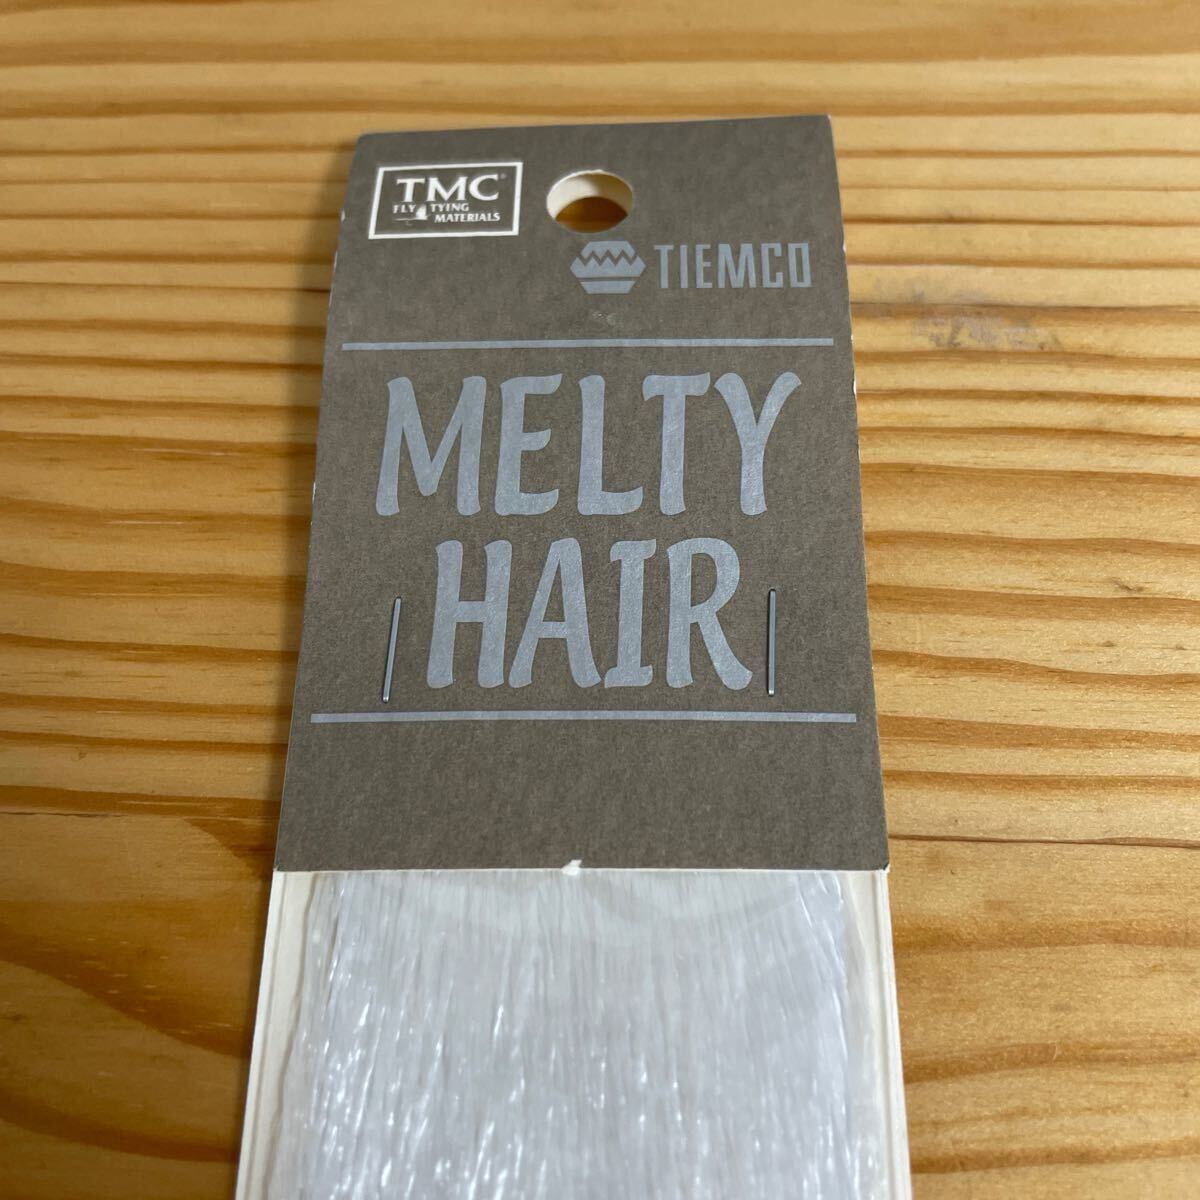 TMC®
FLY TYING
MATERIALS
TIEMCO
MELTY
HAIR